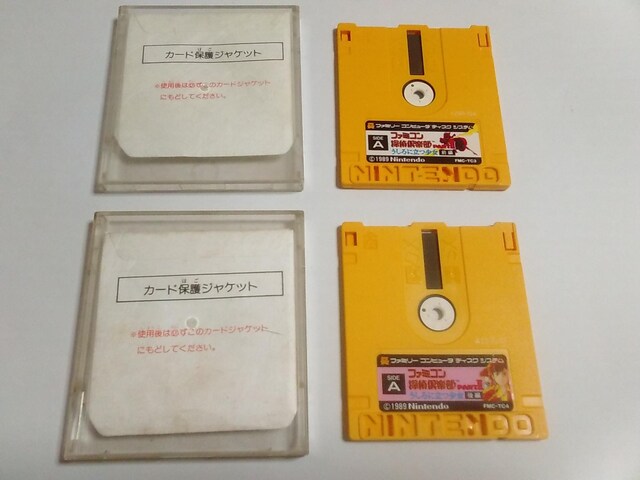 カード保護ジャケット
ほご
※使用後は必ずこのカードジャケット
にもどしてください。
ファミリー コンピュータ ディスク システム
SIDE
A
ファミコン
探偵倶楽部 PARTII
うしろに立つ少女 前編
©1989 Nintendo
FMC-TC3
NINTENDO
カード保護ジャケット
ほご
※使用後は必ずこのカードジャケット
にもどしてください。
ファミリー コンピュータ ディスク システム
SIDE
A
ファミコン
探偵倶楽部 PARTII
うしろに立つ少女 後編
©1989 Nintendo
FMC-TC4
NINTENDO